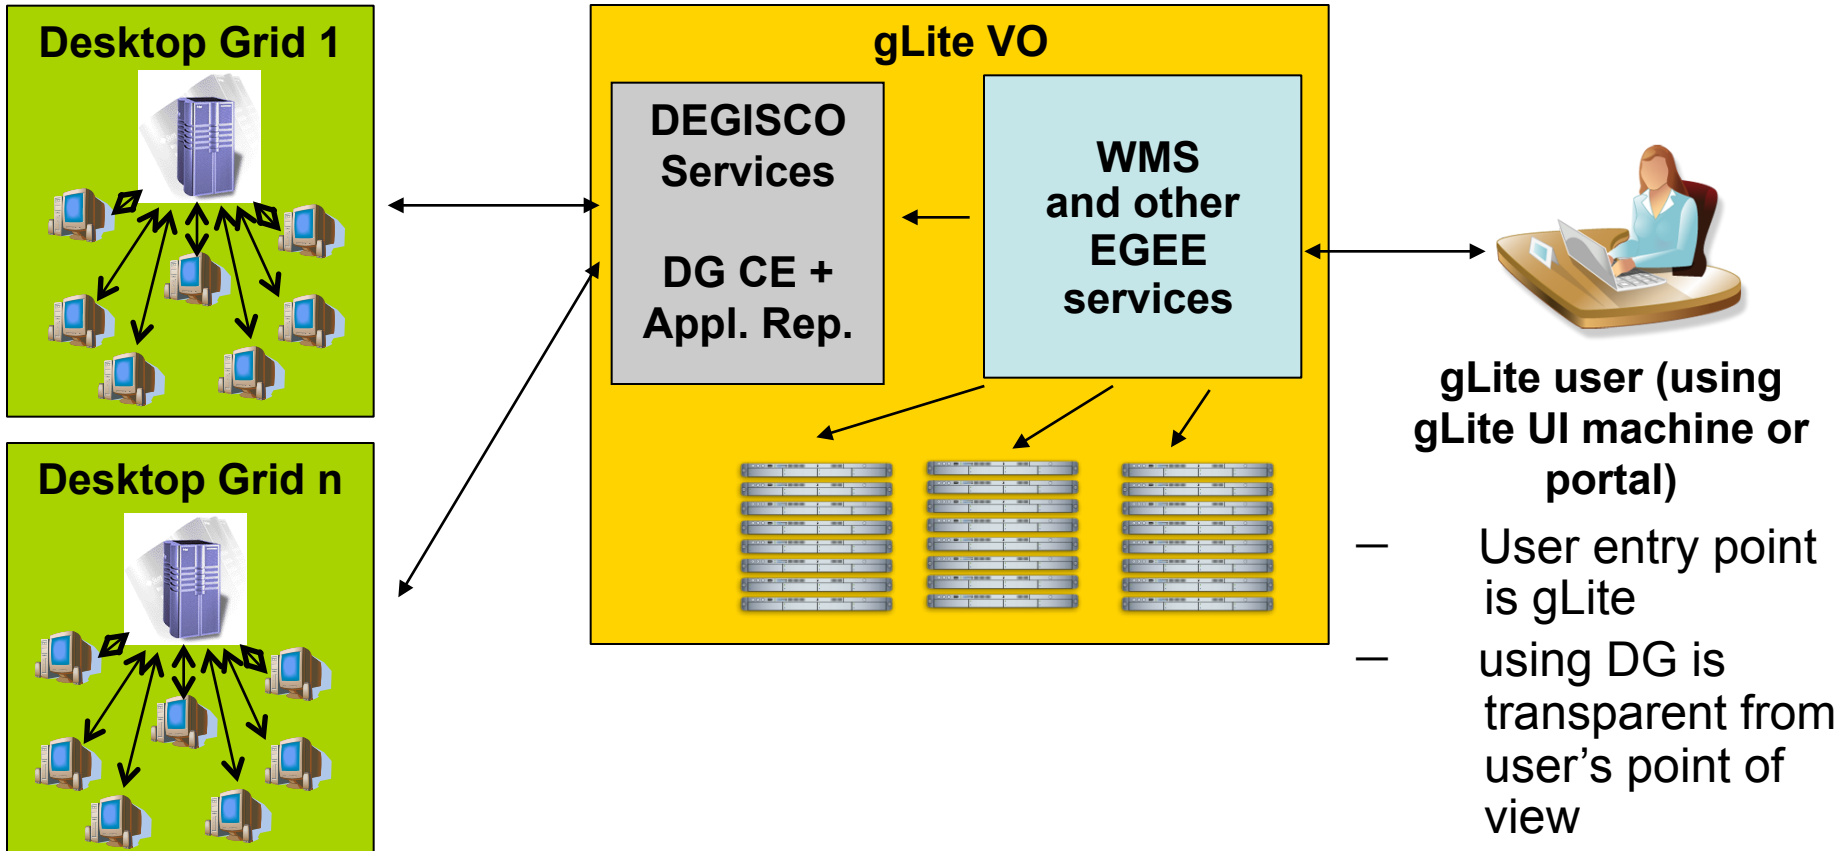 Desktop Grid 1
Desktop Grid n
gLite VO
DEGISCO
Services
DG CE +
Appl. Rep.
WMS
and other
EGEE
services
gLite user (using
gLite UI machine or
portal)
– User entry point
is gLite
– using DG is
transparent from
user’s point of
view